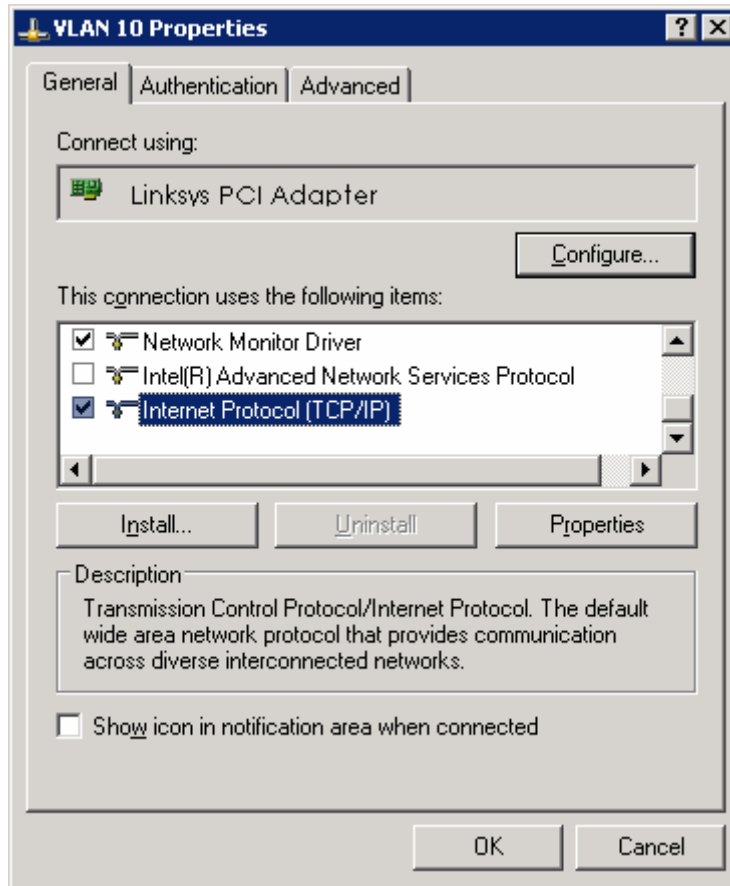 VLAN 10 Properties
General Authentication Advanced
Connect using:
Linksys PCI Adapter
Configure...
This connection uses the following items:
Network Monitor Driver
Intel(R) Advanced Network Services Protocol
Internet Protocol (TCP/IP)
Install... Uninstall Properties
Description
Transmission Control Protocol/Internet Protocol. The default
wide area network protocol that provides communication
across diverse interconnected networks.
Show icon in notification area when connected
OK Cancel